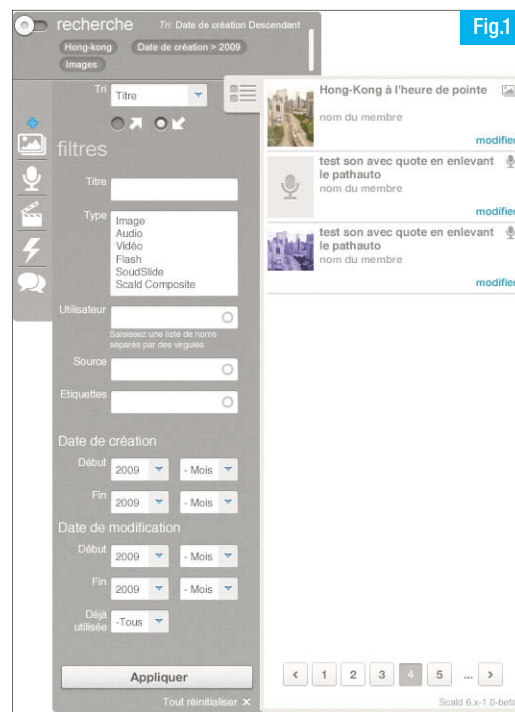 Fig.1
recherche Tri: Date de création Descendant
Hong-kong Date de création > 2009
Images
Tri Titre
filtres
Titre
Type
Image
Audio
Vidéo
Flash
SoudSlide
Scald Composite
Utilisateur
Saisissez une liste de noms
séparés par des virgules
Source
Etiquettes
Date de création
Début 2009 - Mois
Fin 2009 - Mois
Date de modification
Début 2009 - Mois
Fin 2009 - Mois
Déjà
utilisée -Tous
Appliquer
Tout réinitialiser ×
Hong-Kong à l'heure de pointe
nom du membre
modifier
test son avec quote en enlevant
le pathauto
nom du membre
modifier
test son avec quote en enlevant
le pathauto
nom du membre
modifier
< 1 2 3 4 5 ... >
Scald 6.x-1.0-beta